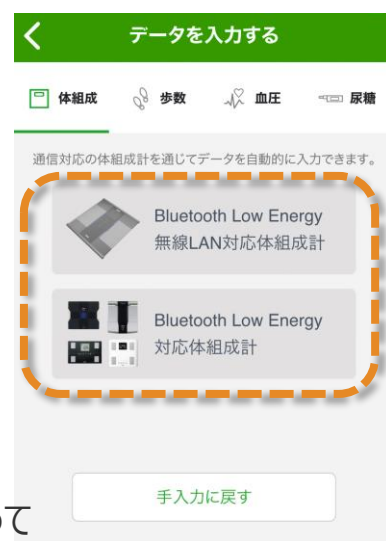 データを入力する
体組成 歩数 血圧 尿糖
通信対応の体組成計を通じてデータを自動的に入力できます。
Bluetooth Low Energy
無線LAN対応体組成計
Bluetooth Low Energy
対応体組成計
手入力に戻す
て